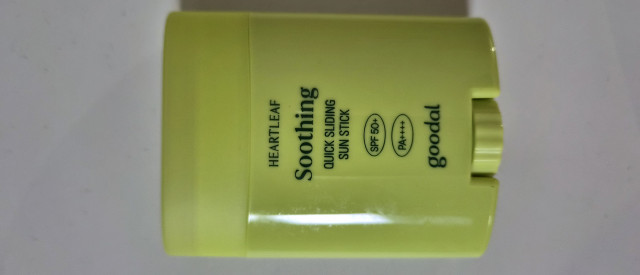 HEARTLEAF
Soothing
QUICK SLIDING
SUN STICK
SPF 50+
PA++++
goodal